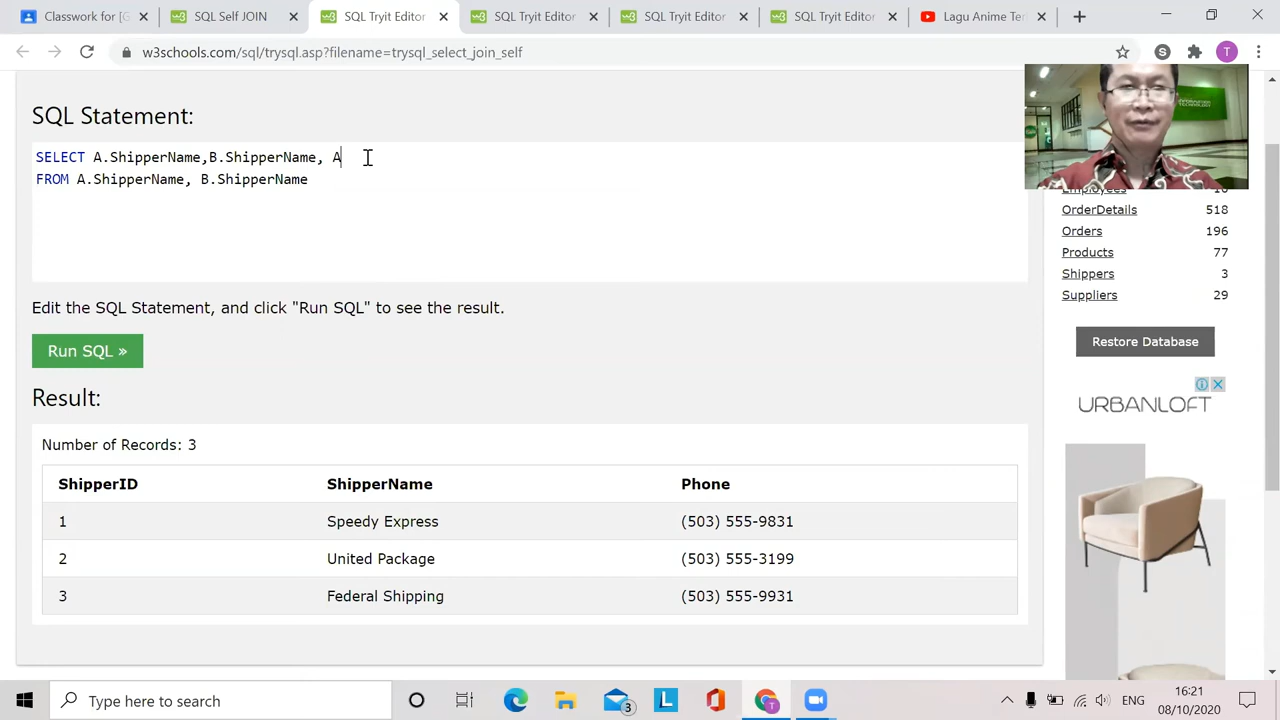 Classwork for [G
SQL Self JOIN
SQL Tryit Editor
SQL Tryit Editor
SQL Tryit Editor
SQL Tryit Editor
Lagu Anime Ter
w3schools.com/sql/trysql.asp?filename=trysql_select_join_self
S
T
SQL Statement:
SELECT A.ShipperName,B.ShipperName, A
FROM A.ShipperName, B.ShipperName
Edit the SQL Statement, and click "Run SQL" to see the result.
Run SQL »
Result:
Number of Records: 3
ShipperID ShipperName Phone
1 Speedy Express (503) 555-9831
2 United Package (503) 555-3199
3 Federal Shipping (503) 555-9931
INFORMATION
TECHNOLOGY
Employees 10
OrderDetails 518
Orders 196
Products 77
Shippers 3
Suppliers 29
Restore Database
URBANLOFT
Type here to search
3
L
T
ENG
16:21
08/10/2020